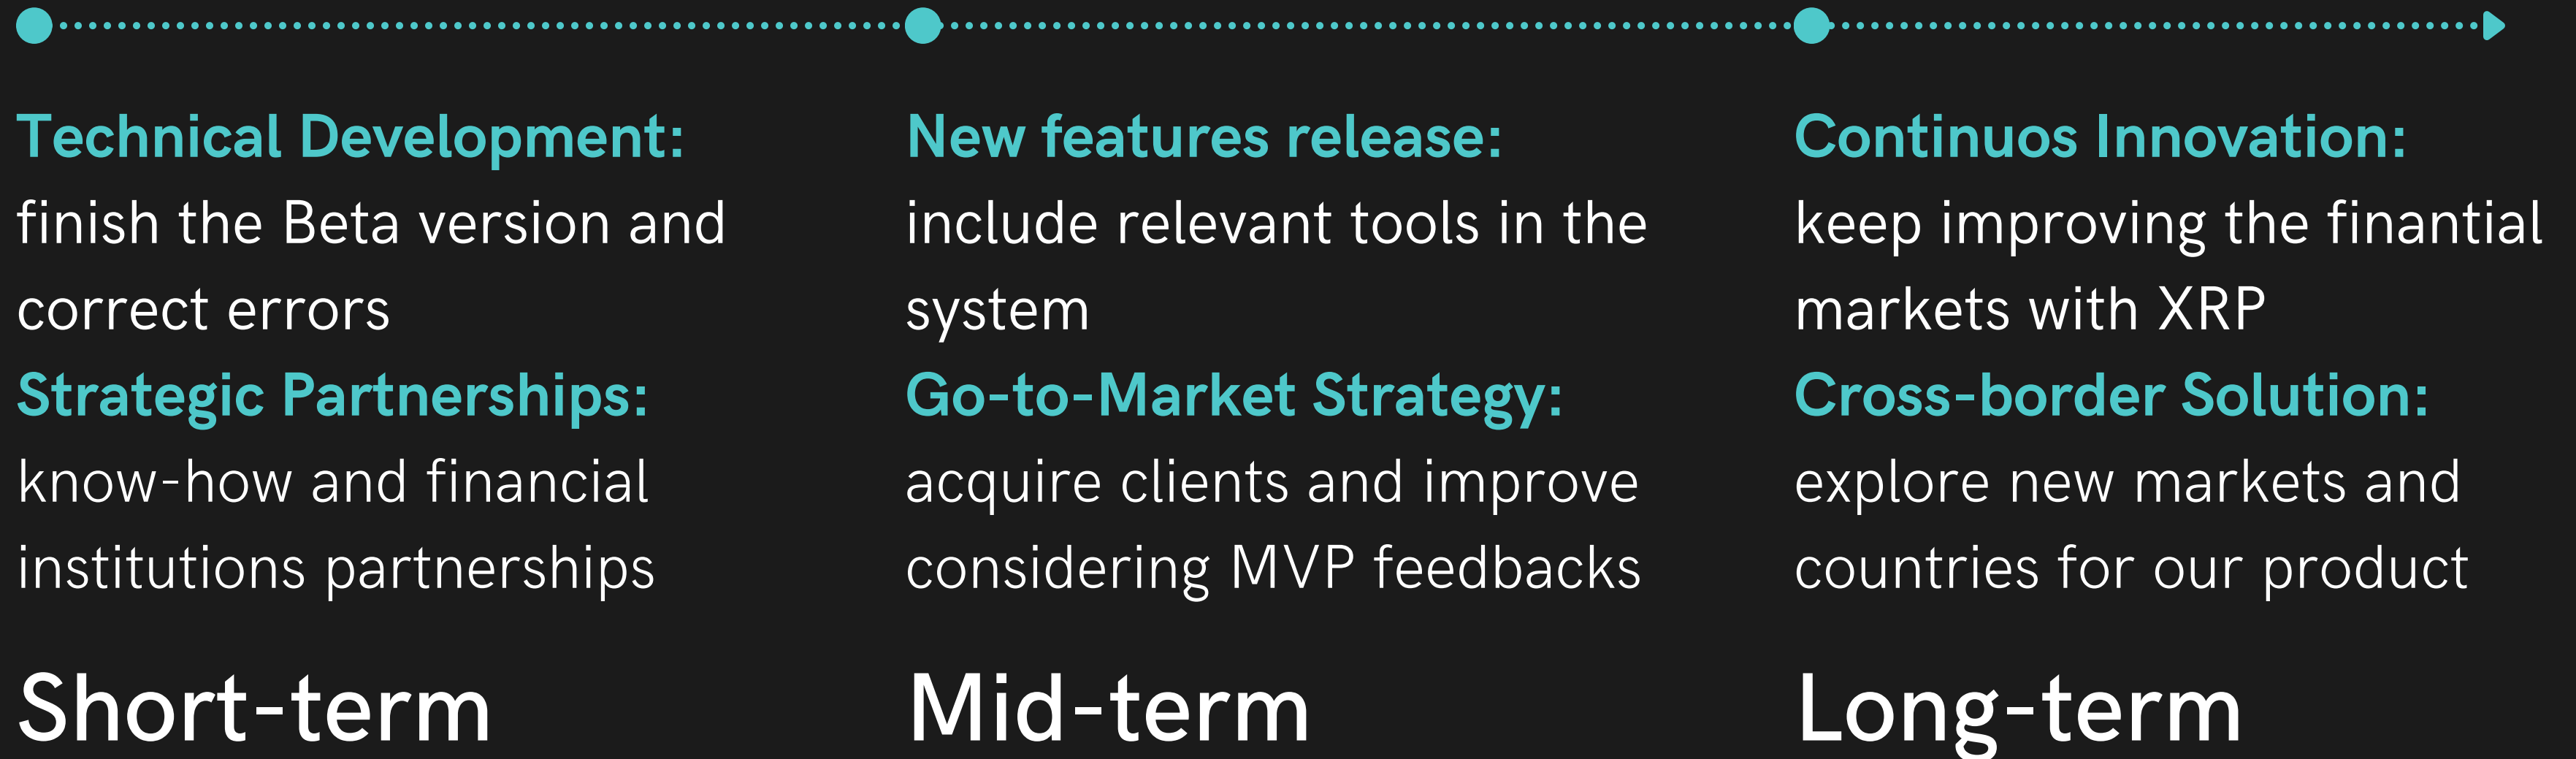 Technical Development:
finish the Beta version and
correct errors
Strategic Partnerships:
know-how and financial
institutions partnerships
Short-term
New features release:
include relevant tools in the
system
Go-to-Market Strategy:
acquire clients and improve
considering MVP feedbacks
Mid-term
Continuos Innovation:
keep improving the finantial
markets with XRP
Cross-border Solution:
explore new markets and
countries for our product
Long-term